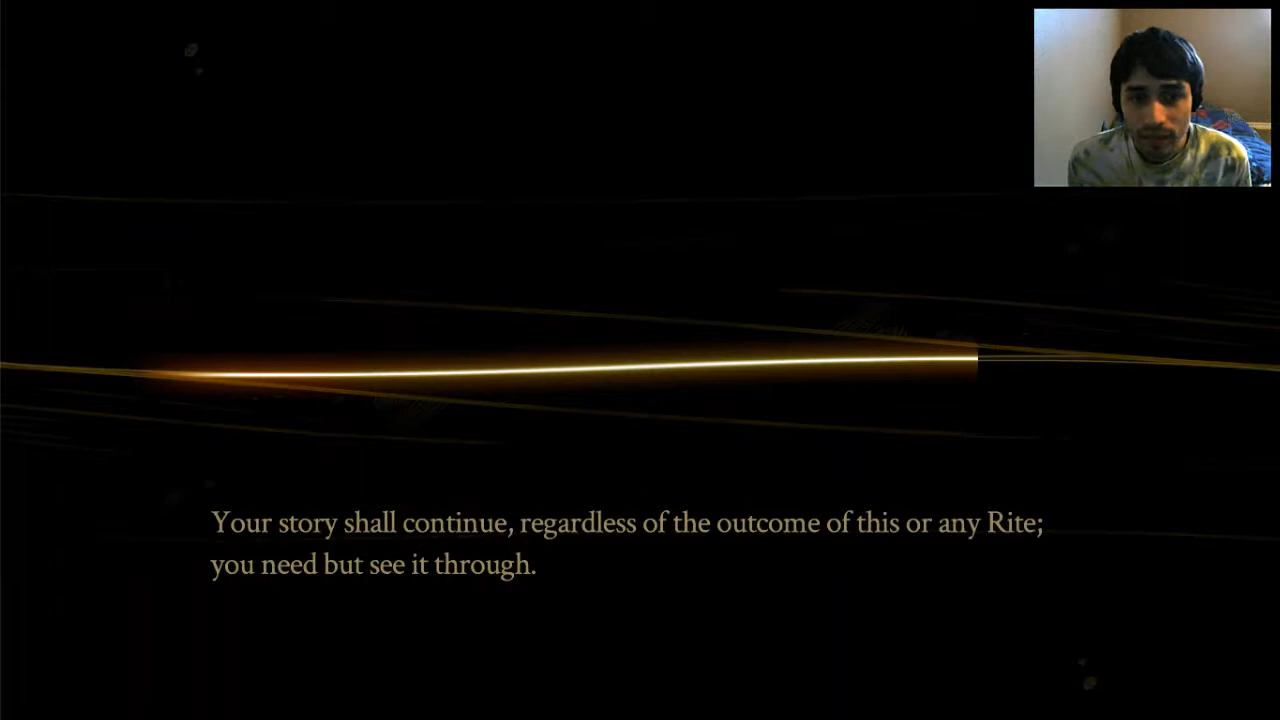 Your story shall continue, regardless of the outcome of this or any Rite;
you need but see it through.